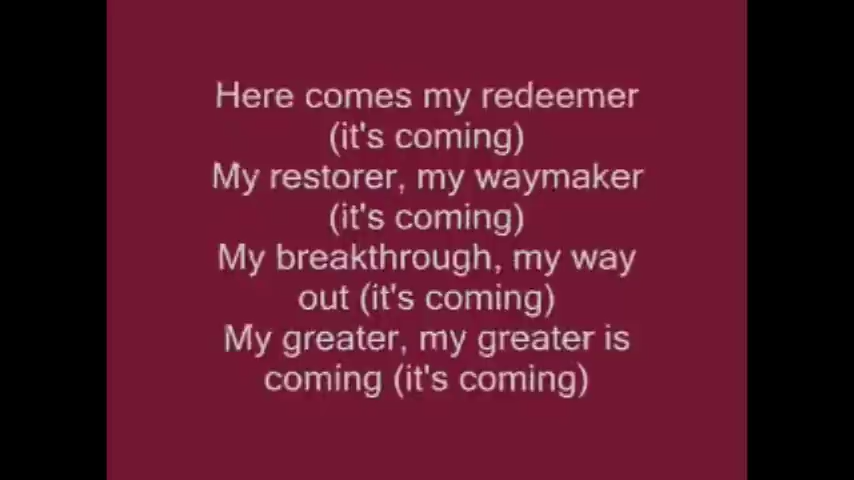 Here comes my redeemer
(it's coming)
My restorer, my waymaker
(it's coming)
My breakthrough, my way
out (it's coming)
My greater, my greater is
coming (it's coming)